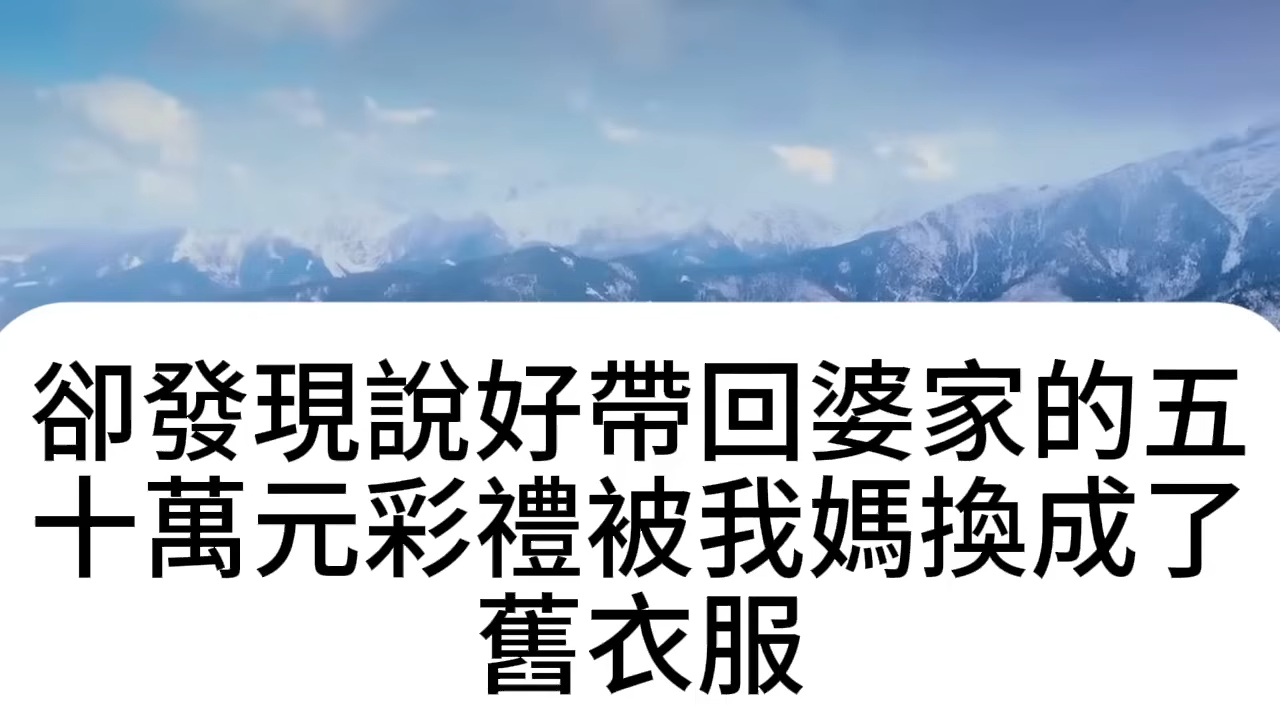 卻發現說好帶回婆家的五
十萬元彩禮被我媽換成了
舊衣服